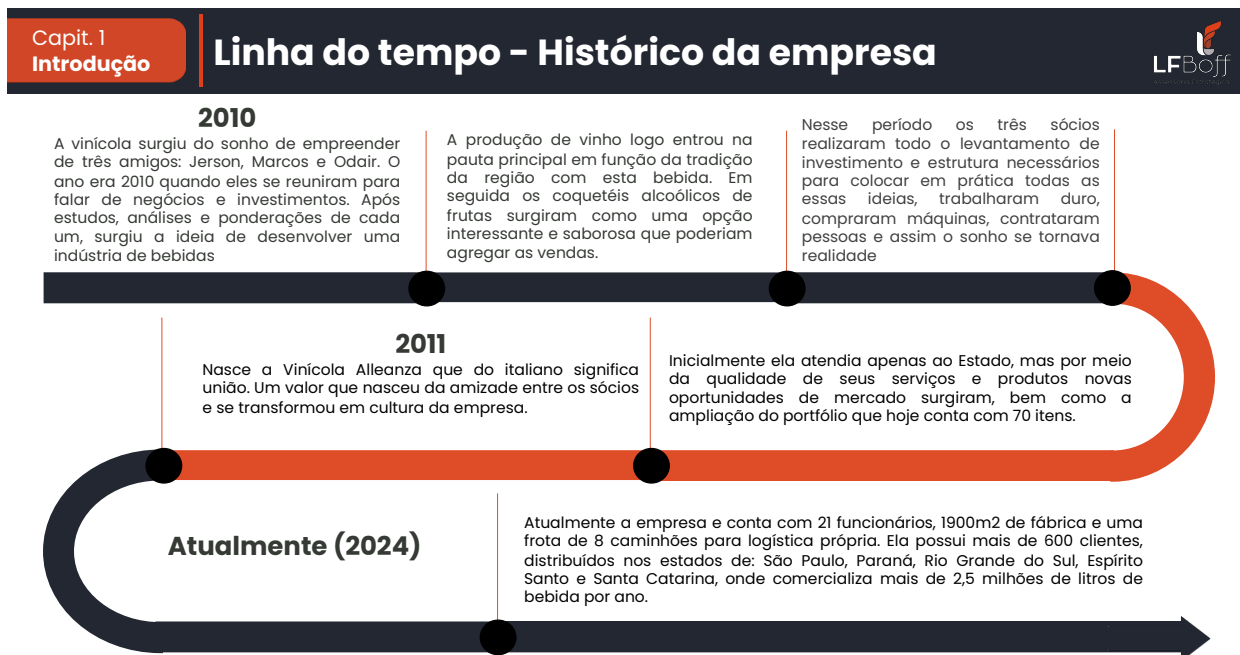 Capit. 1
Introdução
Linha do tempo - Histórico da empresa
LFBoff
2010
A vinícola surgiu do sonho de empreender
de três amigos: Jerson, Marcos e Odair. O
ano era 2010 quando eles se reuniram para
falar de negócios e investimentos. Após
estudos, análises e ponderações de cada
um, surgiu a ideia de desenvolver uma
indústria de bebidas
A produção de vinho logo entrou na
pauta principal em função da tradição
da região com esta bebida. Em
seguida os coquetéis alcoólicos de
frutas surgiram como uma opção
interessante e saborosa que poderiam
agregar as vendas.
Nesse período os três sócios
realizaram todo o levantamento de
investimento e estrutura necessários
para colocar em prática todas as
essas ideias, trabalharam duro,
compraram máquinas, contrataram
pessoas e assim o sonho se tornava
realidade
2011
Nasce a Vinícola Alleanza que do italiano significa
união. Um valor que nasceu da amizade entre os sócios
e se transformou em cultura da empresa.
Inicialmente ela atendia apenas ao Estado, mas por meio
da qualidade de seus serviços e produtos novas
oportunidades de mercado surgiram, bem como a
ampliação do portfólio que hoje conta com 70 itens.
Atualmente (2024)
Atualmente a empresa e conta com 21 funcionários, 1900m2 de fábrica e uma
frota de 8 caminhões para logística própria. Ela possui mais de 600 clientes,
distribuídos nos estados de: São Paulo, Paraná, Rio Grande do Sul, Espírito
Santo e Santa Catarina, onde comercializa mais de 2,5 milhões de litros de
bebida por ano.